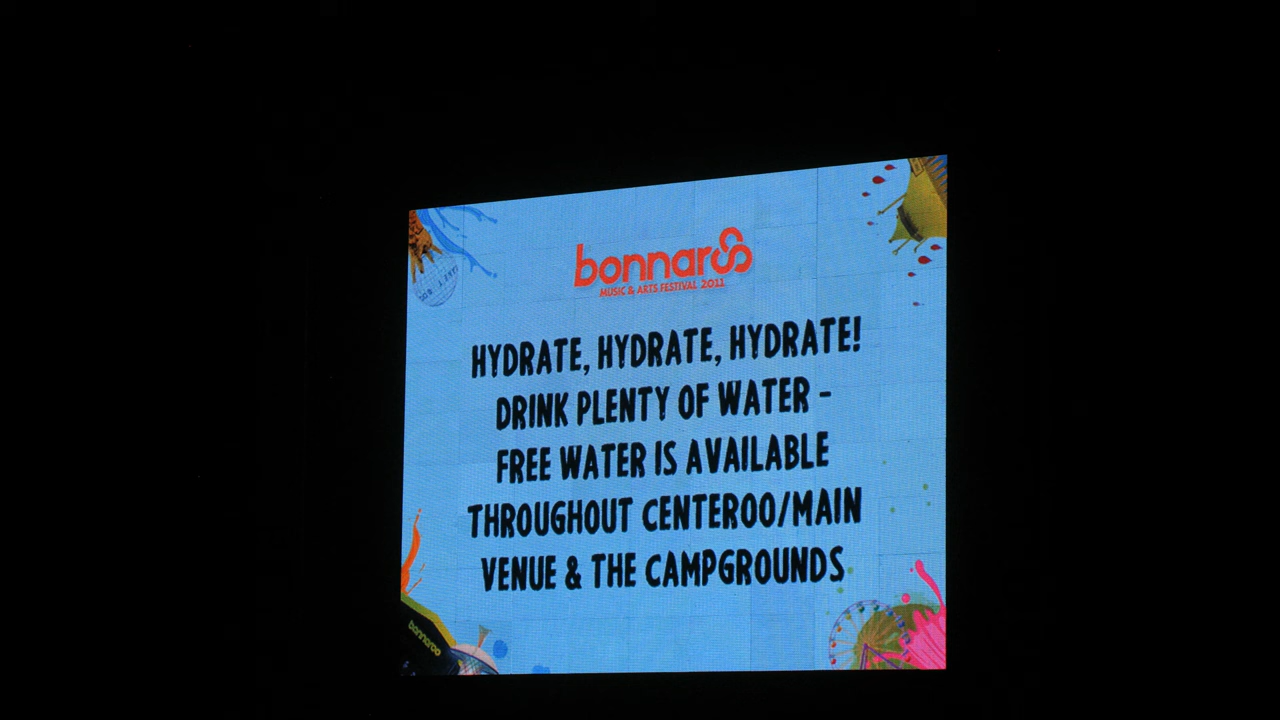 bonnaroo
MUSIC & ARTS FESTIVAL 2011
HYDRATE, HYDRATE, HYDRATE!
DRINK PLENTY OF WATER -
FREE WATER IS AVAILABLE
THROUGHOUT CENTEROO/MAIN
VENUE & THE CAMPGROUNDS
bonnaroo